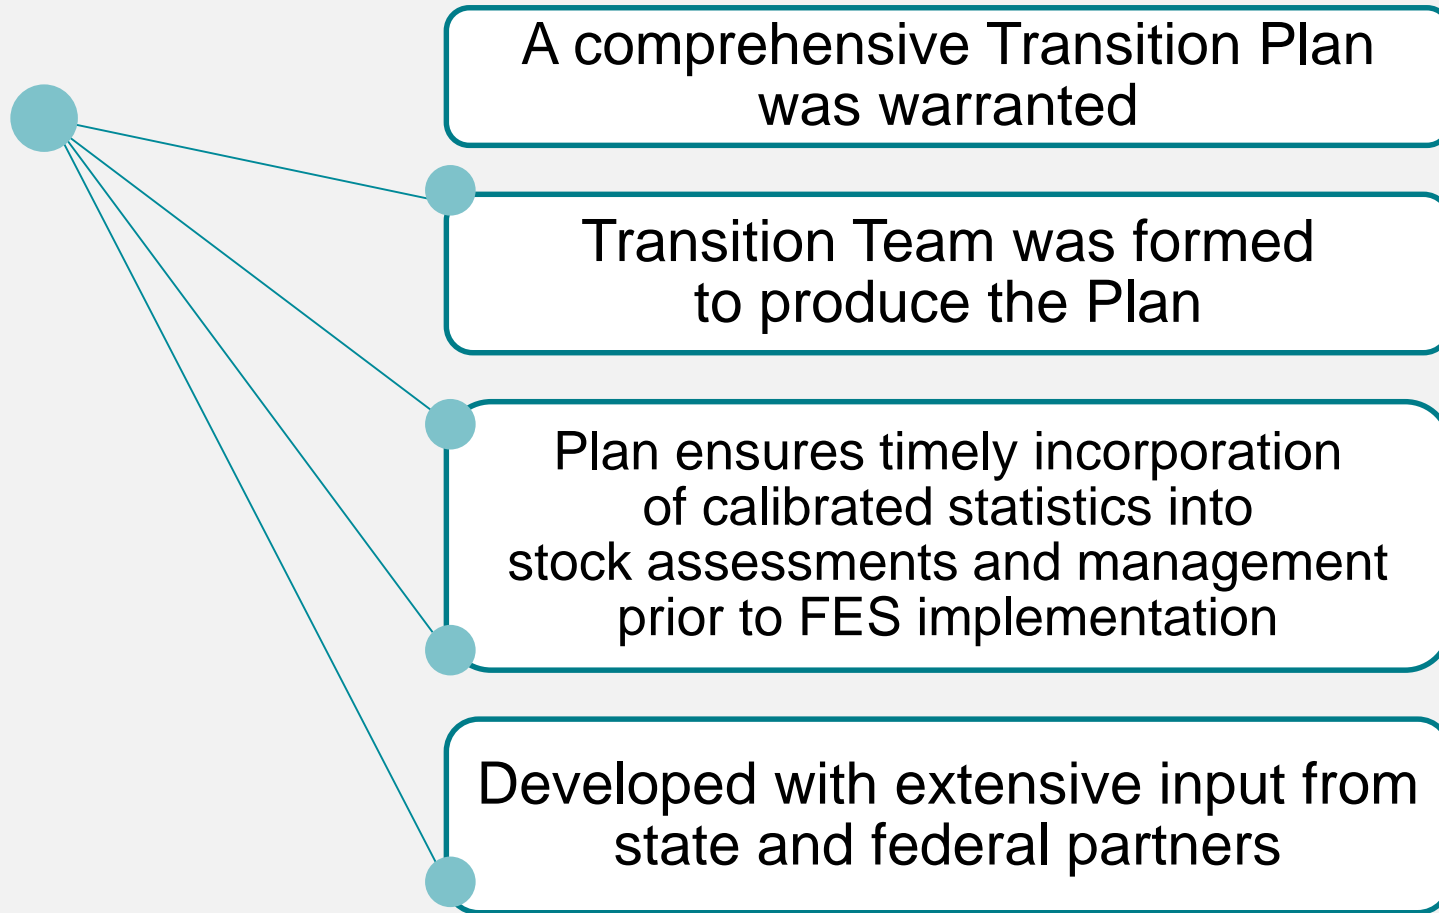 A comprehensive Transition Plan
was warranted
Transition Team was formed
to produce the Plan
Plan ensures timely incorporation
of calibrated statistics into
stock assessments and management
prior to FES implementation
Developed with extensive input from
state and federal partners